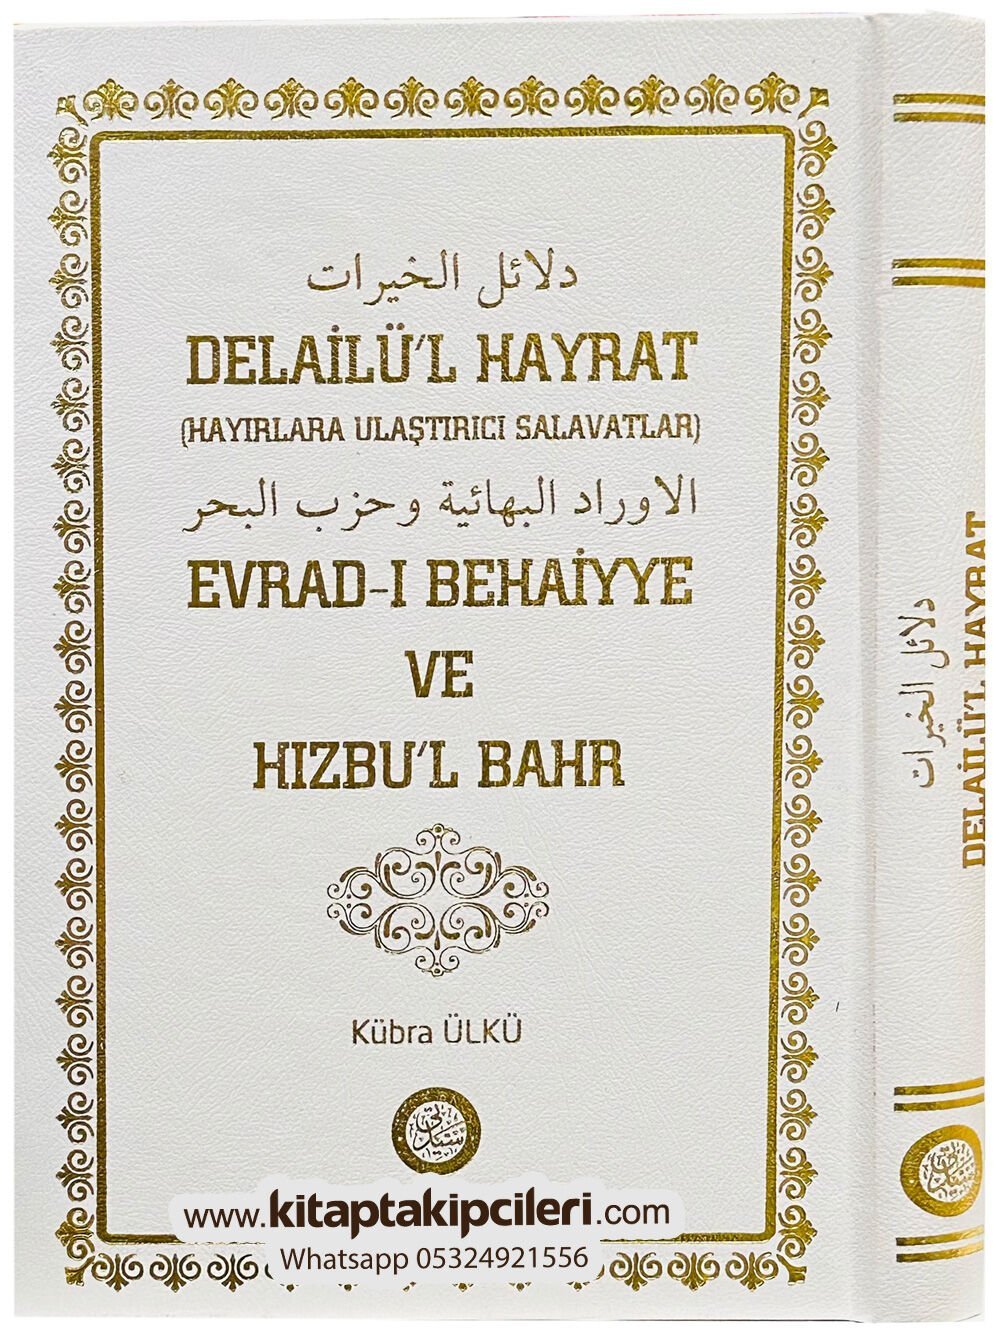 دلائل الخيرات
DELAİLÜ'L HAYRAT
(HAYIRLARA ULAŞTIRICI SALAVATLAR)
الاوراد البهائية وحزب البحر
EVRAD-I BEHAİYYE
VE
HIZBU'L BAHR
Kübra ÜLKÜ
سيدتي
www.kitaptakipcileri.com
Whatsapp 05324921556
دلائل الخيرات
DELAİLÜ'L HAYRAT